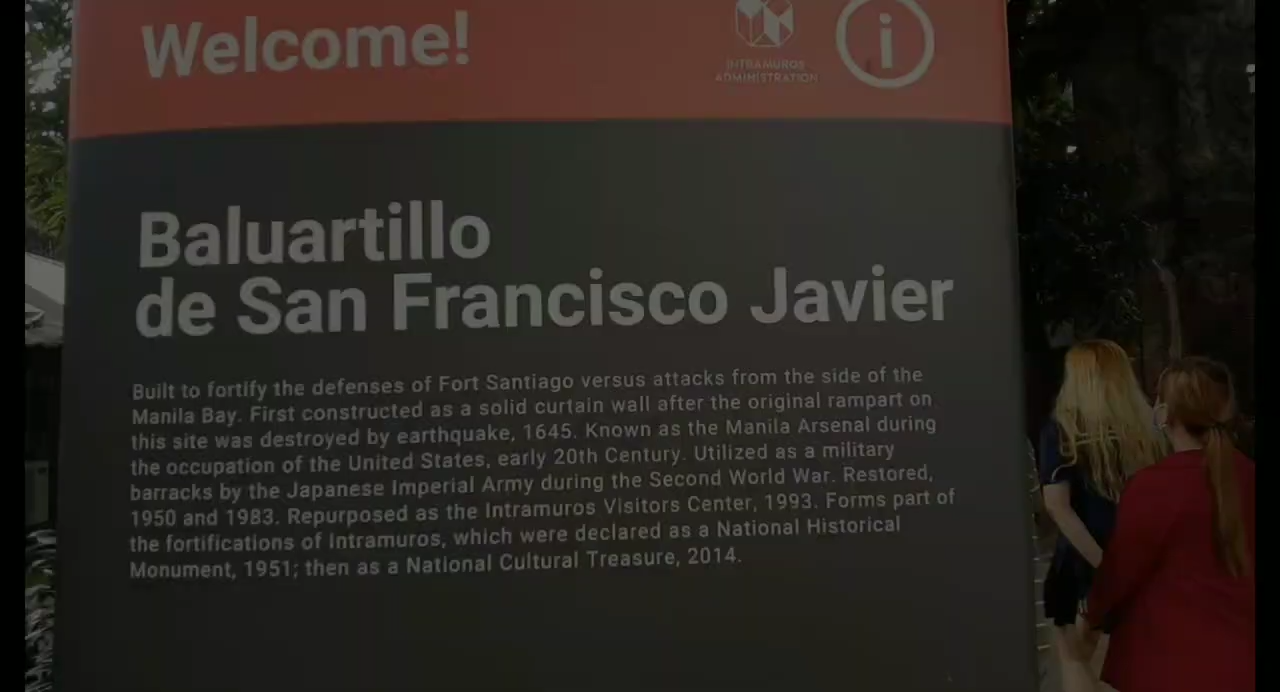 Welcome!
INTRAMUROS
ADMINISTRATION
i
Baluartillo
de San Francisco Javier
Built to fortify the defenses of Fort Santiago versus attacks from the side of the
Manila Bay. First constructed as a solid curtain wall after the original rampart on
this site was destroyed by earthquake, 1645. Known as the Manila Arsenal during
the occupation of the United States, early 20th Century. Utilized as a military
barracks by the Japanese Imperial Army during the Second World War. Restored,
1950 and 1983. Repurposed as the Intramuros Visitors Center, 1993. Forms part of
the fortifications of Intramuros, which were declared as a National Historical
Monument, 1951; then as a National Cultural Treasure, 2014.